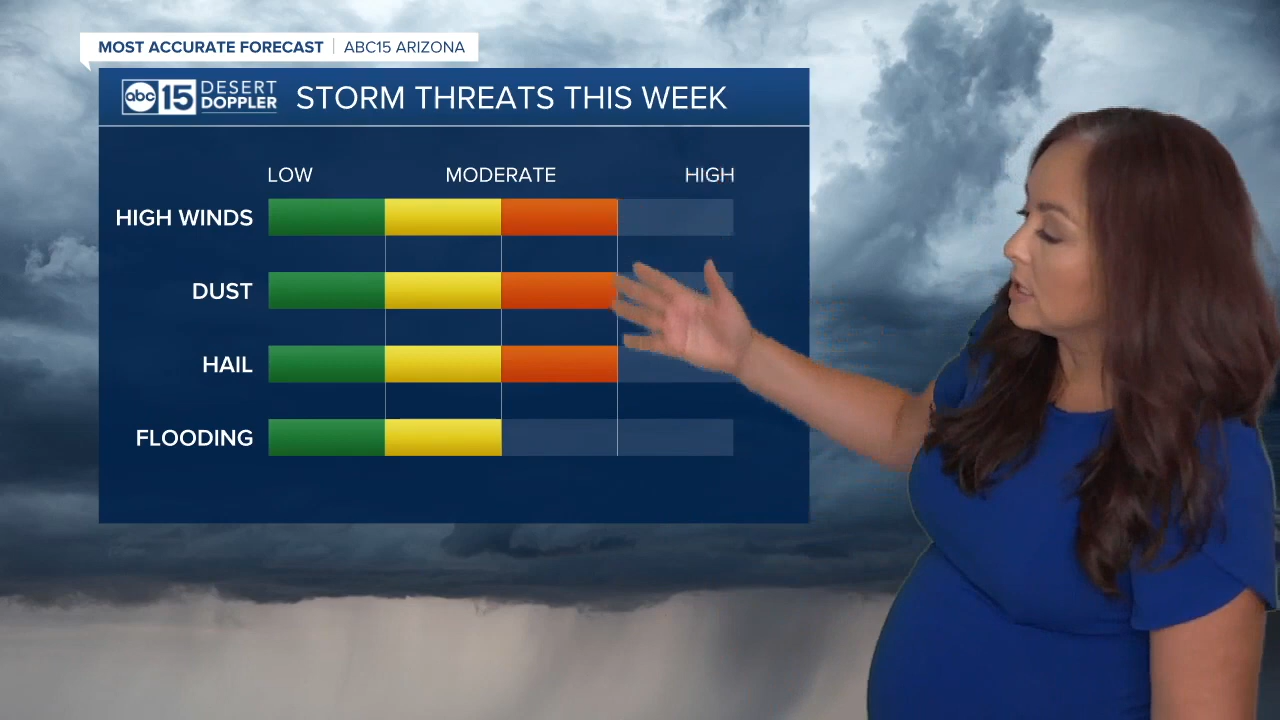 MOST ACCURATE FORECAST | ABC15 ARIZONA
abc 15 DESERT DOPPLER STORM THREATS THIS WEEK
LOW MODERATE HIGH
HIGH WINDS
DUST
HAIL
FLOODING